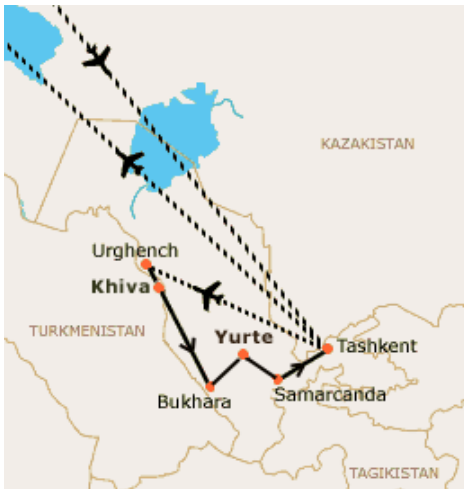 KAZAKISTAN
Urghench
Khiva
TURKMENISTAN
Yurte
Tashkent
Bukhara
Samarcanda
TAGIKISTAN